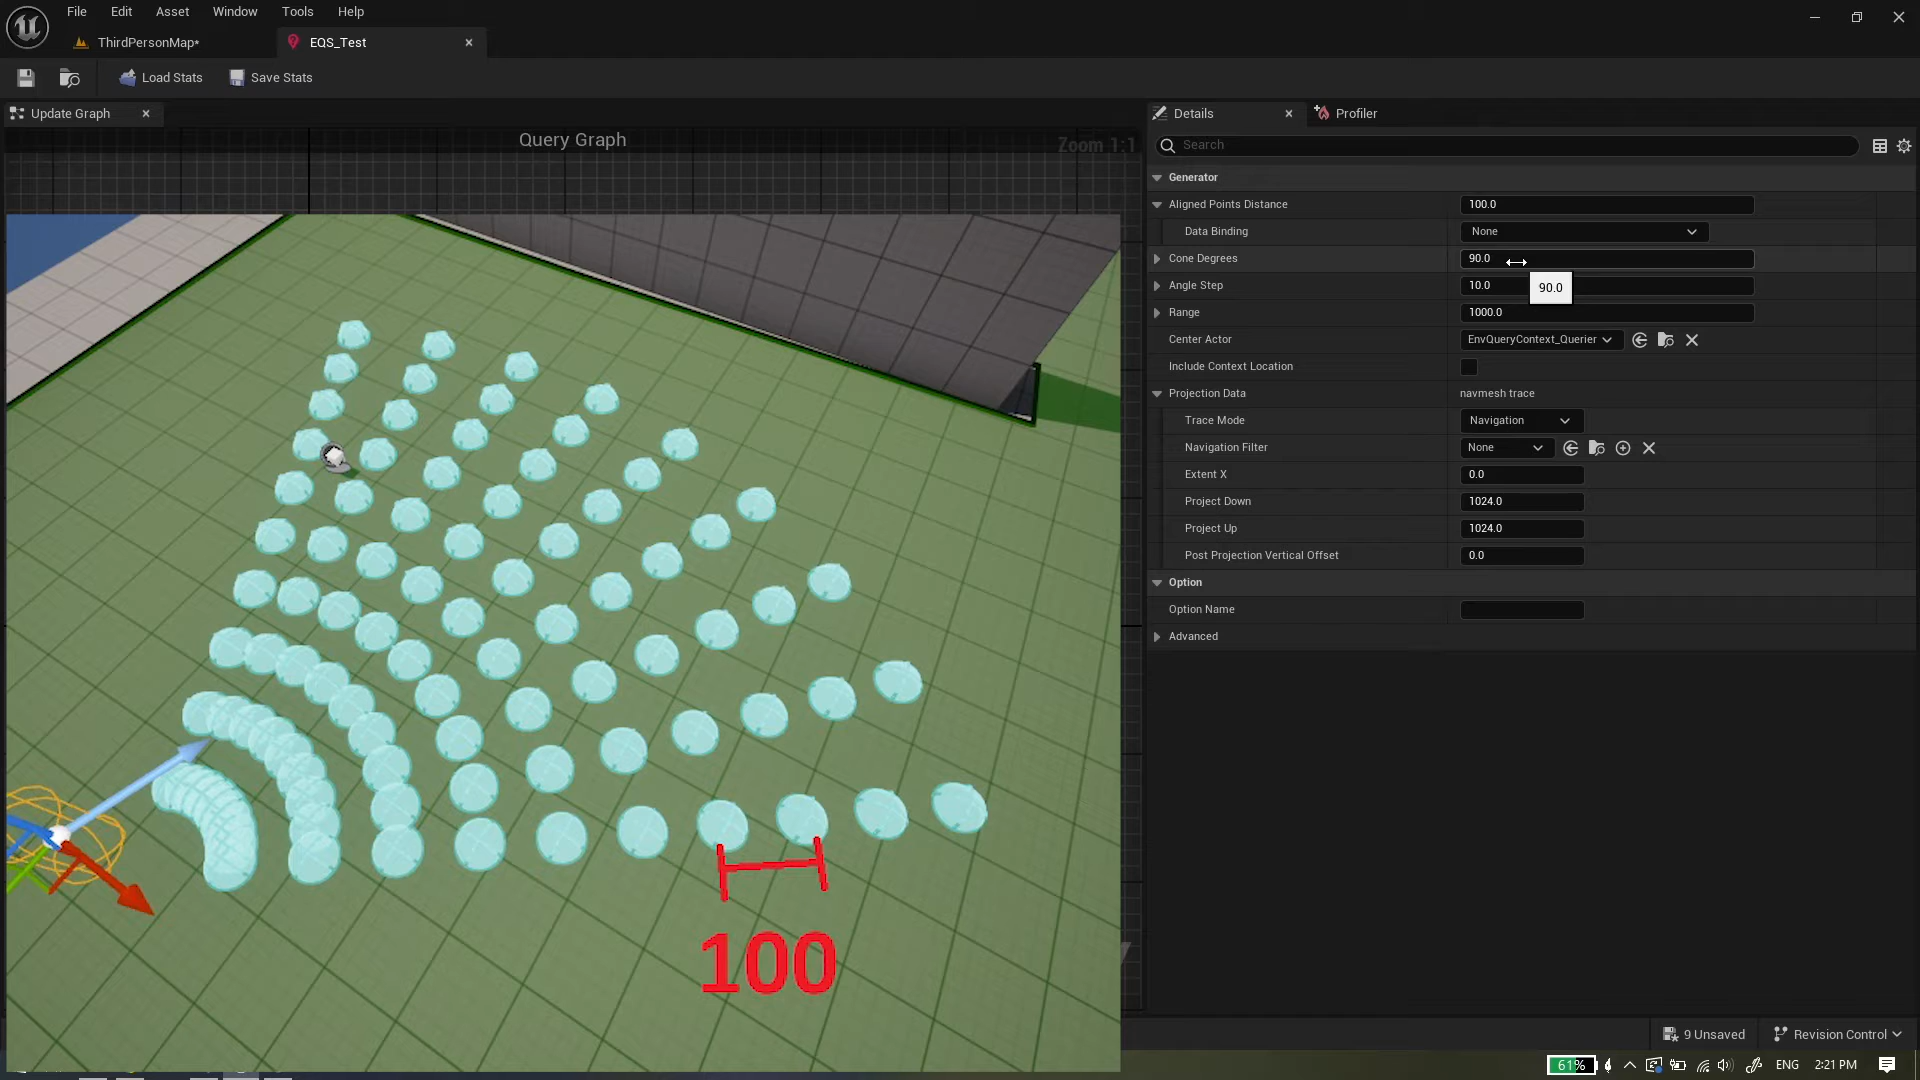 File Edit Asset Window Tools Help
ThirdPersonMap*
EQS_Test
Load Stats
Save Stats
Update Graph
Query Graph
Zoom 1:1
Details
Profiler
Search
Generator
Aligned Points Distance 100.0
Data Binding None
Cone Degrees 90.0
Angle Step 10.0
90.0
Range 1000.0
Center Actor EnvQueryContext_Querier
Include Context Location
Projection Data navmesh trace
Trace Mode Navigation
Navigation Filter None
Extent X 0.0
Project Down 1024.0
Project Up 1024.0
Post Projection Vertical Offset 0.0
Option
Option Name
Advanced
100
9 Unsaved
Revision Control
61%
ENG
2:21 PM